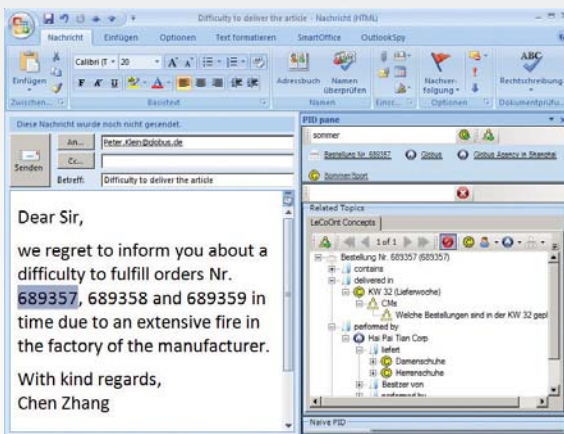 Difficulty to deliver the article - Nachricht (HTML)
Nachricht Einfügen Optionen Text formatieren SmartOffice OutlookSpy
Einfügen
Calibri (T 20
F K U
Adressbuch Namen
überprüfen
Nachver-
folgung
Rechtschreibung
Zwischen... Basistext Namen Einsc... Optionen Dokumentprüfu...
Diese Nachricht wurde noch nicht gesendet.
Senden
An... Peter.Klein@globus.de
Cc...
Betreff: Difficulty to deliver the article
Dear Sir,
we regret to inform you about a
difficulty to fulfill orders Nr.
689357, 689358 and 689359 in
time due to an extensive fire in
the factory of the manufacturer.
With kind regards,
Chen Zhang
PID pane
sommer
Bestellung Nr. 689357 Globus Globus Agency in Shanghai
SommerSport
Related Topics
LeCoOnt Concepts
1 of 1
Bestellung Nr. 689357 (689357)
contains
delivered in
KW 32 (Lieferwoche)
CMs
Welche Bestellungen sind in der KW 32 gepl
performed by
Hai Pai Tian Corp
liefert
Damenschuhe
Herrenschuhe
Besitzer von
performed by
Naive PID